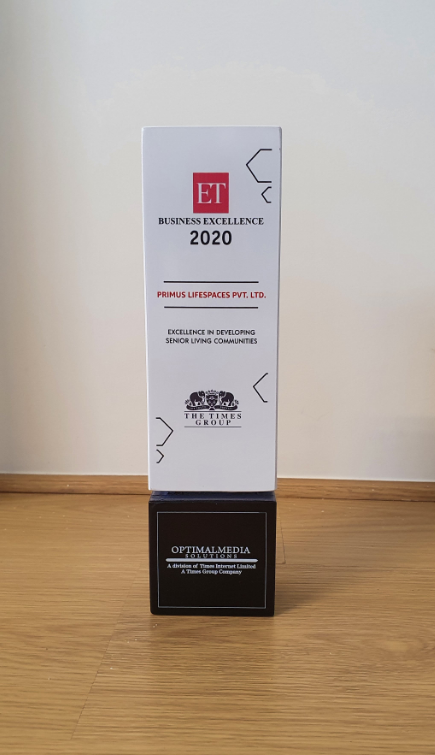 ET
BUSINESS EXCELLENCE
2020
PRIMUS LIFESPACES PVT. LTD.
EXCELLENCE IN DEVELOPING
SENIOR LIVING COMMUNITIES
THE TIMES
GROUP
OPTIMALMEDIA
SOLUTIONS
A division of Times Internet Limited
A Times Group Company